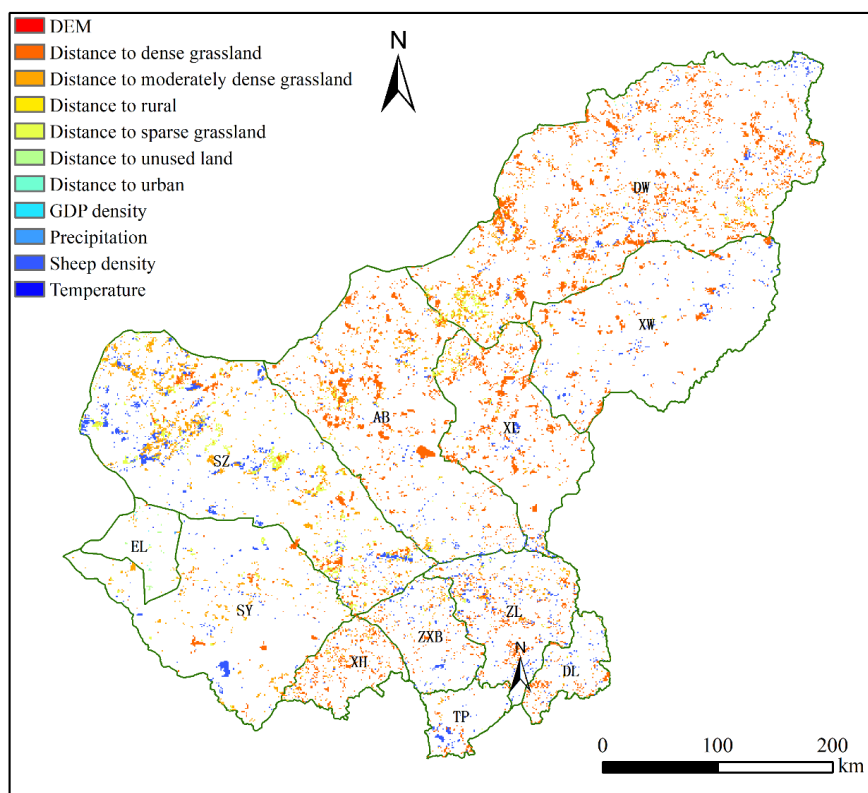 DEM
Distance to dense grassland
Distance to moderately dense grassland
Distance to rural
Distance to sparse grassland
Distance to unused land
Distance to urban
GDP density
Precipitation
Sheep density
Temperature
N
DW
XW
AB
XL
SZ
EL
SY
ZL
ZXB
XH
N
DL
TP
0 100 200
km